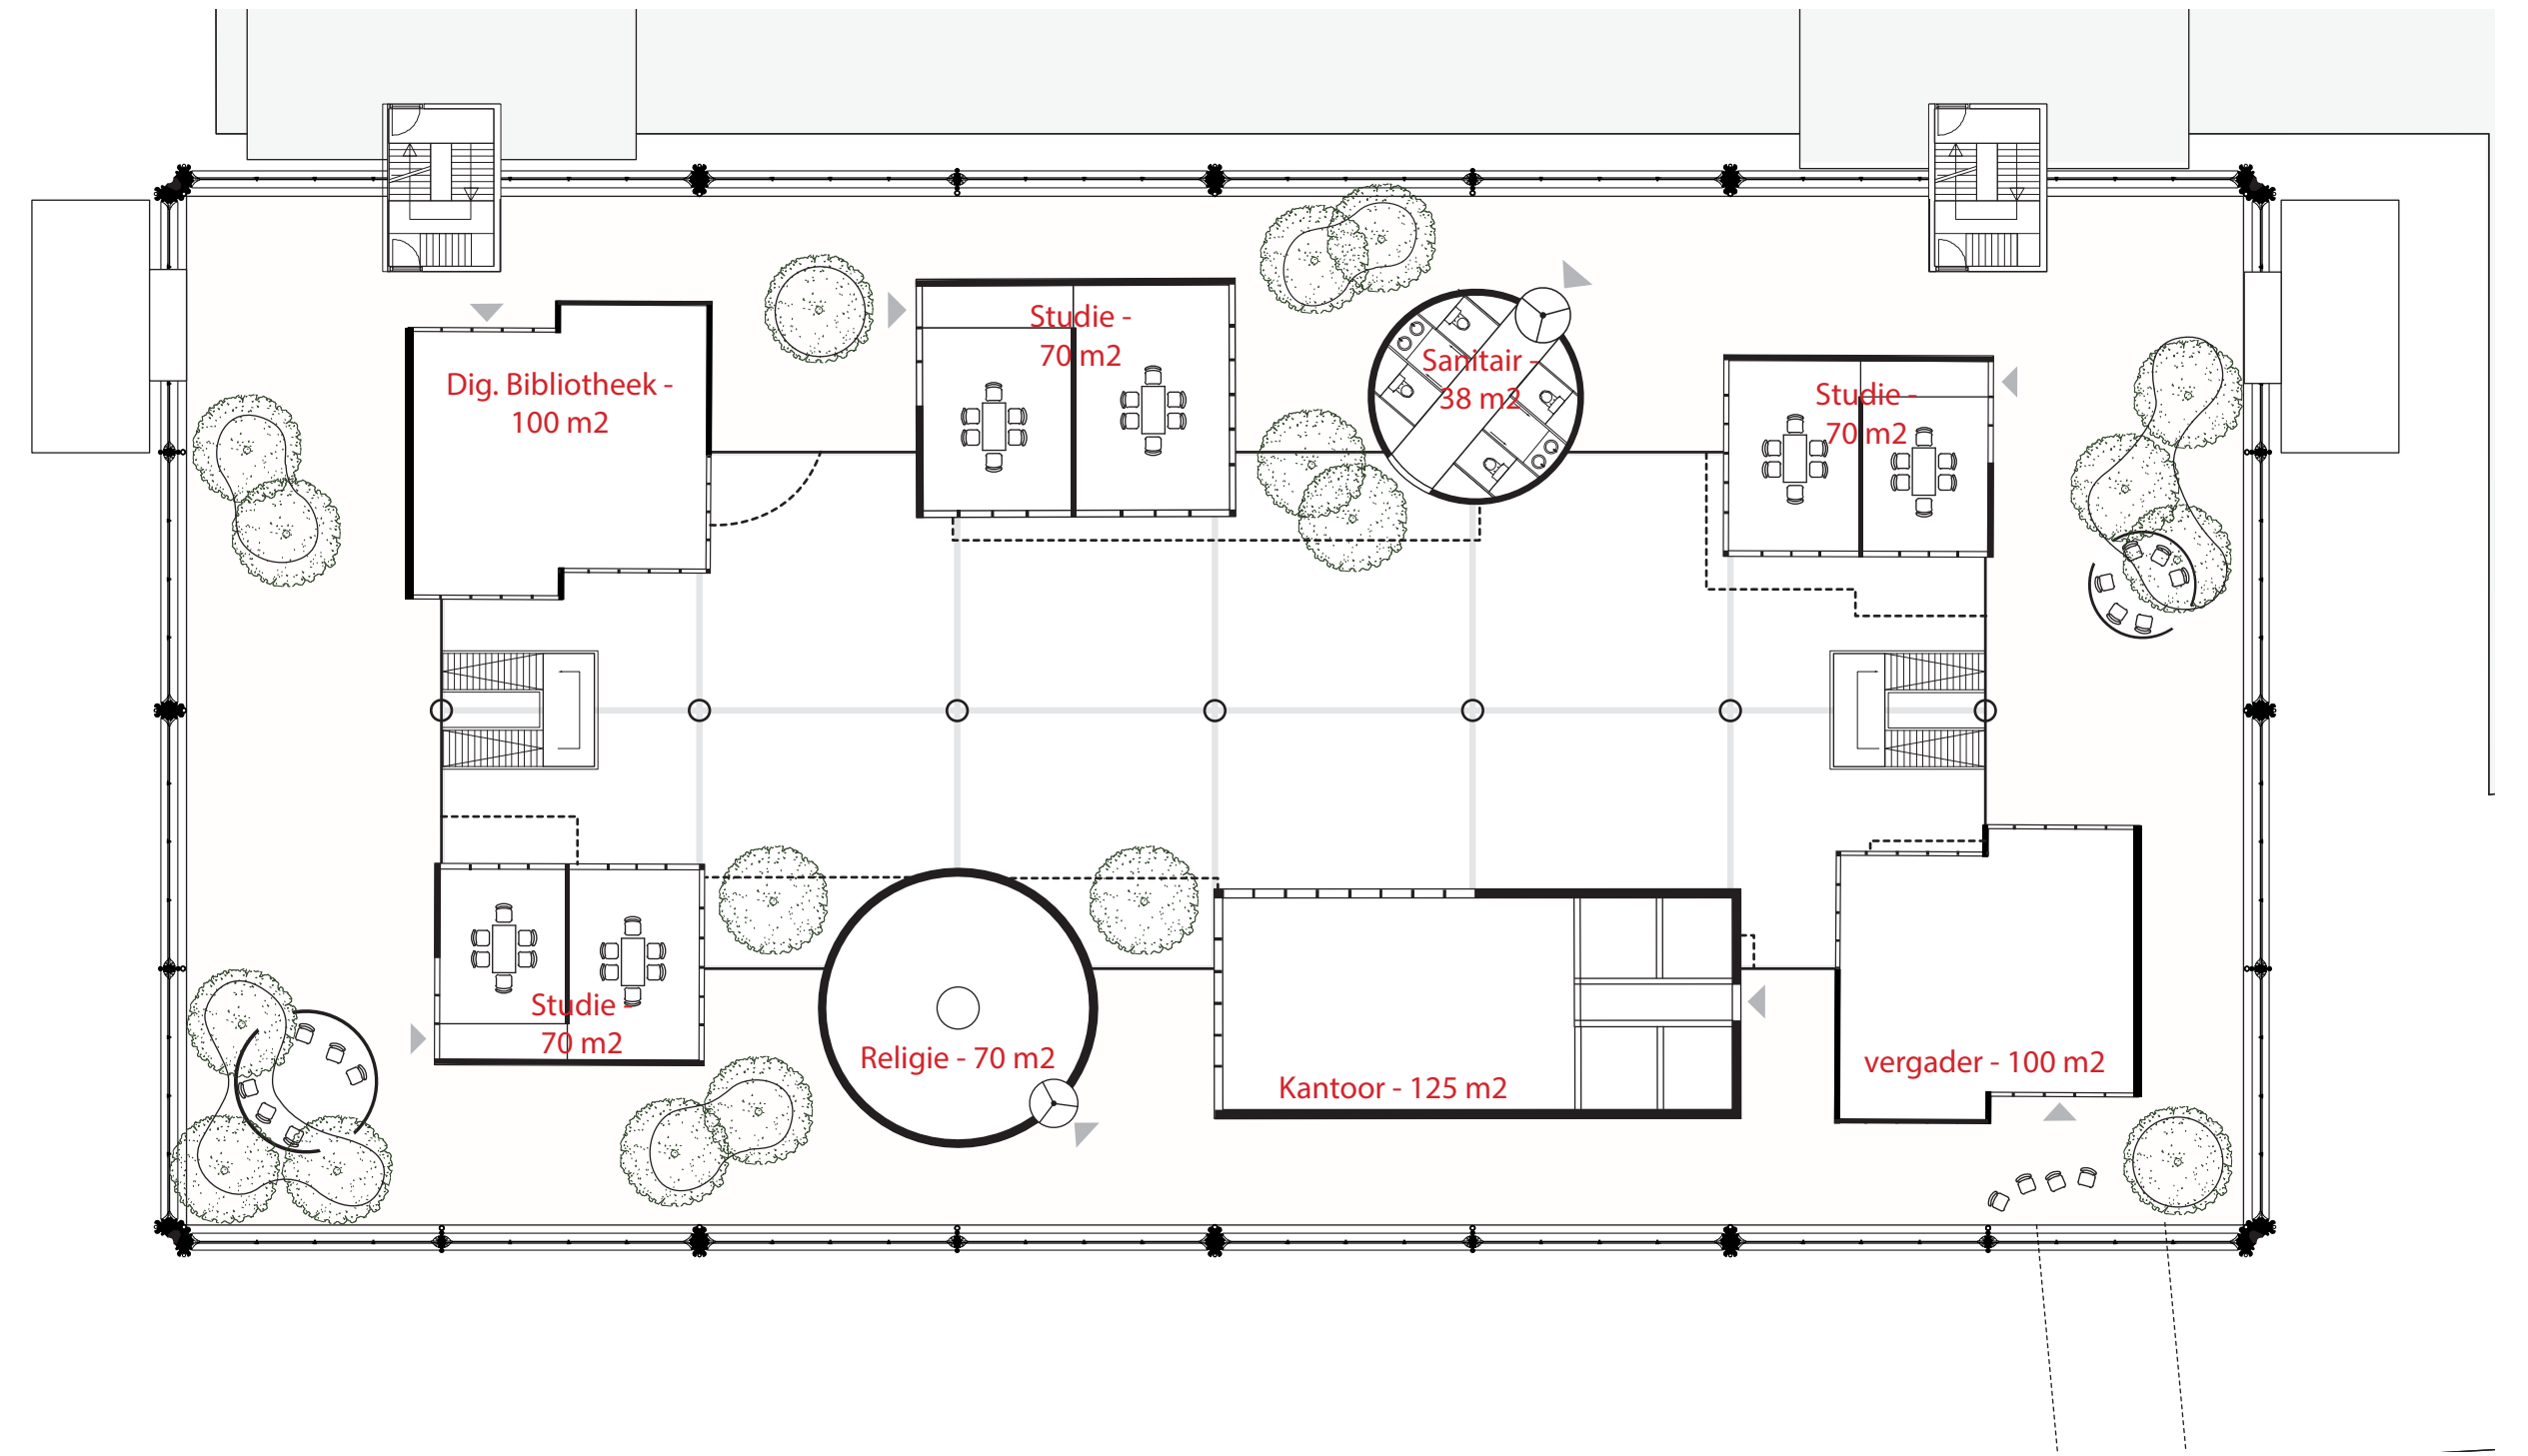 Studie -
70 m2
Sanitair -
38 m2
Dig. Bibliotheek -
100 m2
Studie -
70 m2
Studie -
70 m2
Religie - 70 m2
Kantoor - 125 m2
vergader - 100 m2